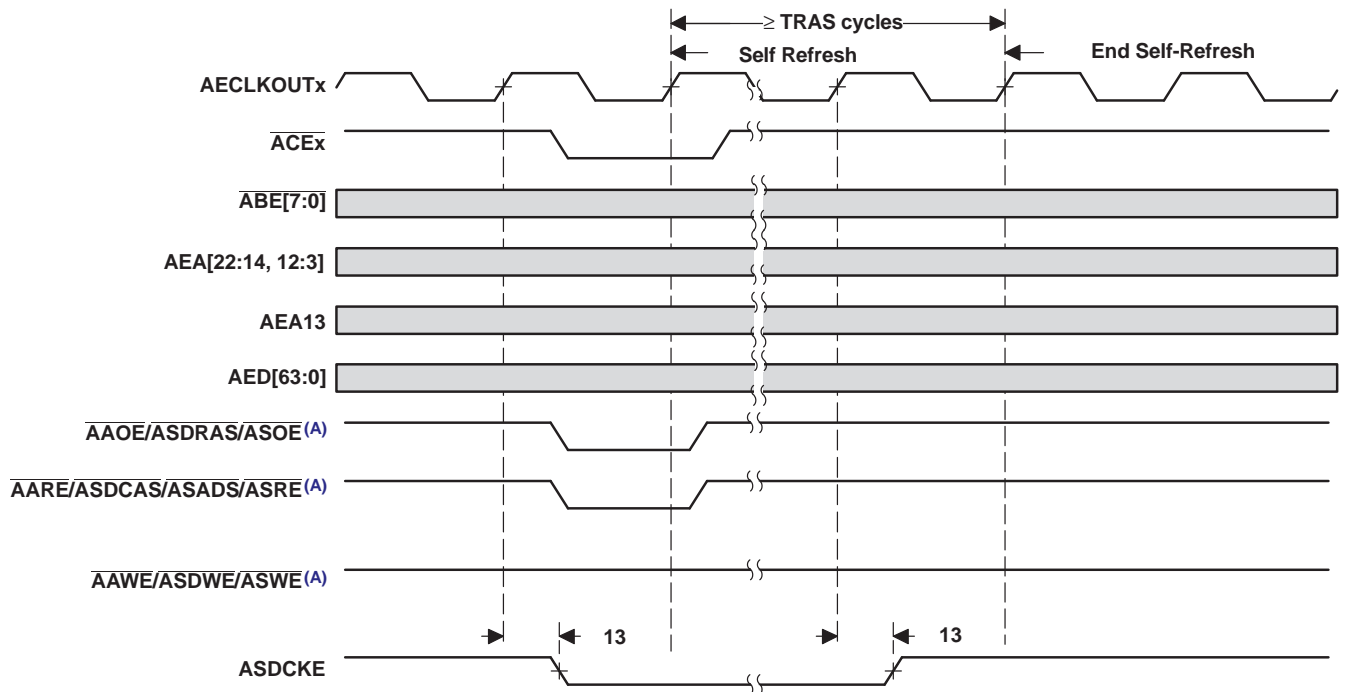 ≥ TRAS cycles
Self Refresh
End Self-Refresh
AECLKOUTx
ACEx
ABE[7:0]
AEA[22:14, 12:3]
AEA13
AED[63:0]
AAOE/ASDRAS/ASOE(A)
AARE/ASDCAS/ASADS/ASRE(A)
AAWE/ASDWE/ASWE(A)
13
13
ASDCKE